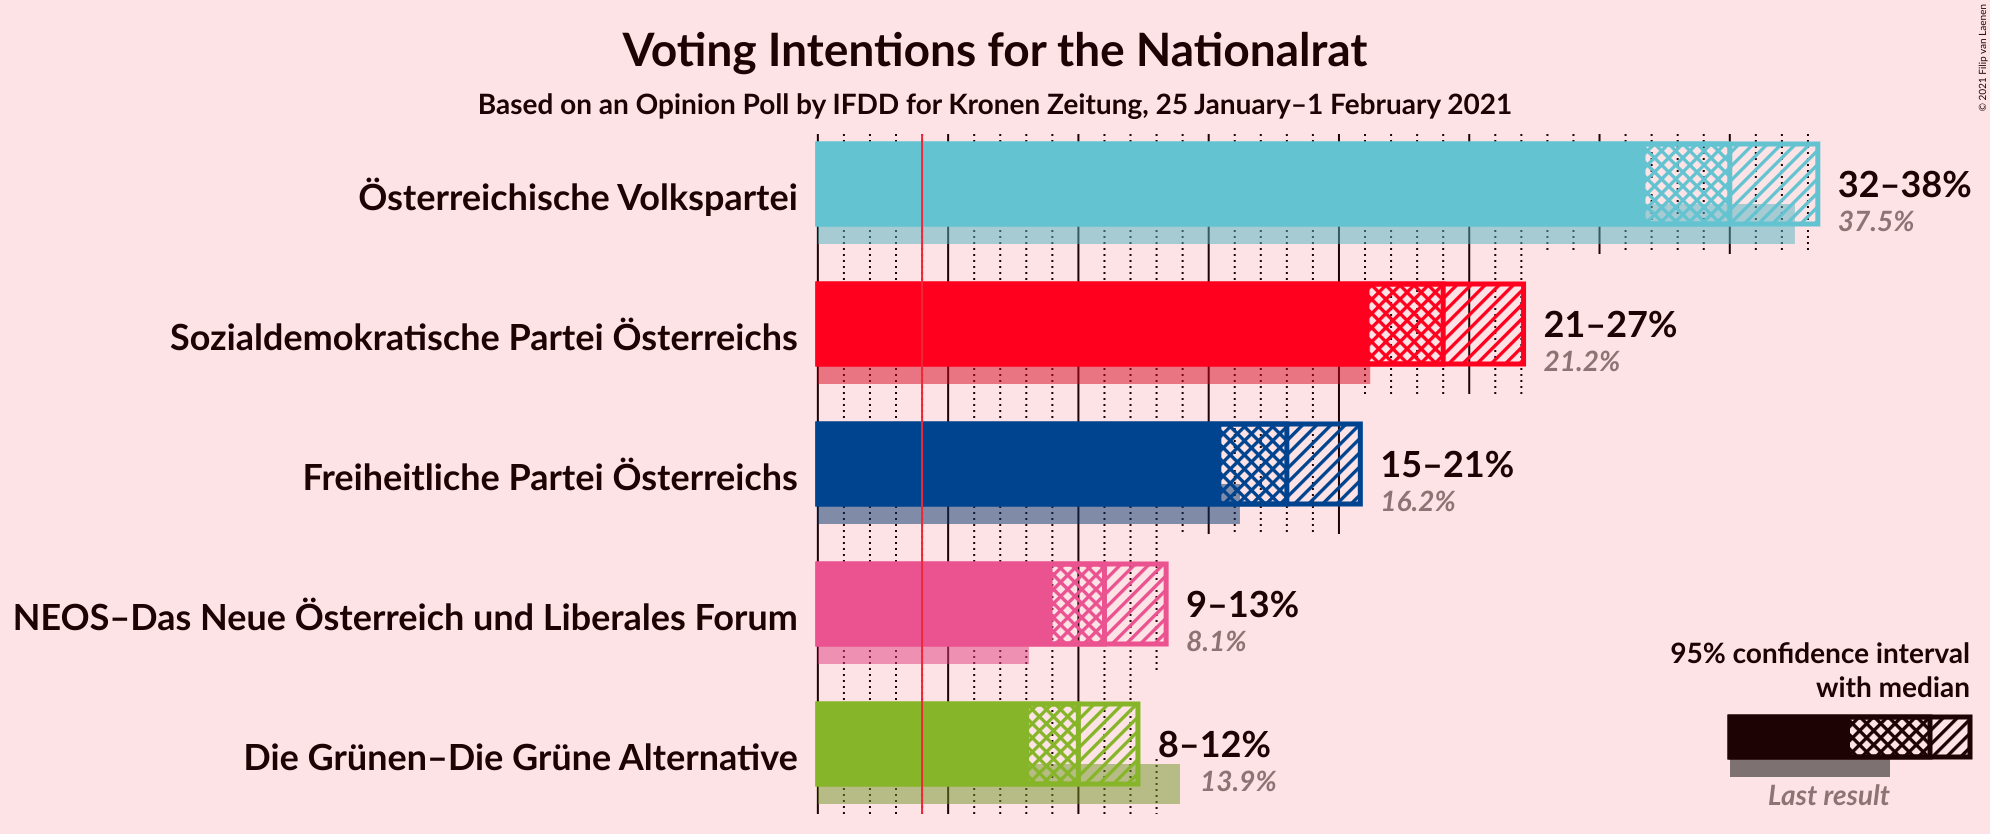 Voting Intentions for the Nationalrat
Based on an Opinion Poll by IFDD for Kronen Zeitung, 25 January–1 February 2021
© 2021 Filip van Laenen
Österreichische Volkspartei
32–38%
37.5%
Sozialdemokratische Partei Österreichs
21–27%
21.2%
Freiheitliche Partei Österreichs
15–21%
16.2%
NEOS–Das Neue Österreich und Liberales Forum
9–13%
8.1%
Die Grünen–Die Grüne Alternative
8–12%
13.9%
95% confidence interval
with median
Last result